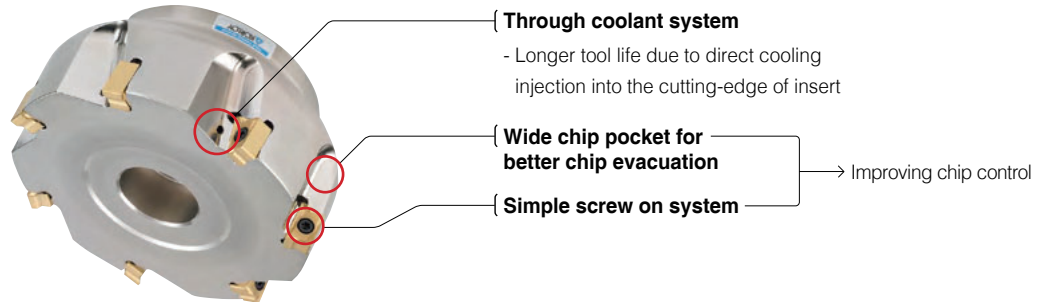 Through coolant system
- Longer tool life due to direct cooling
injection into the cutting-edge of insert
Wide chip pocket for
better chip evacuation
Improving chip control
Simple screw on system